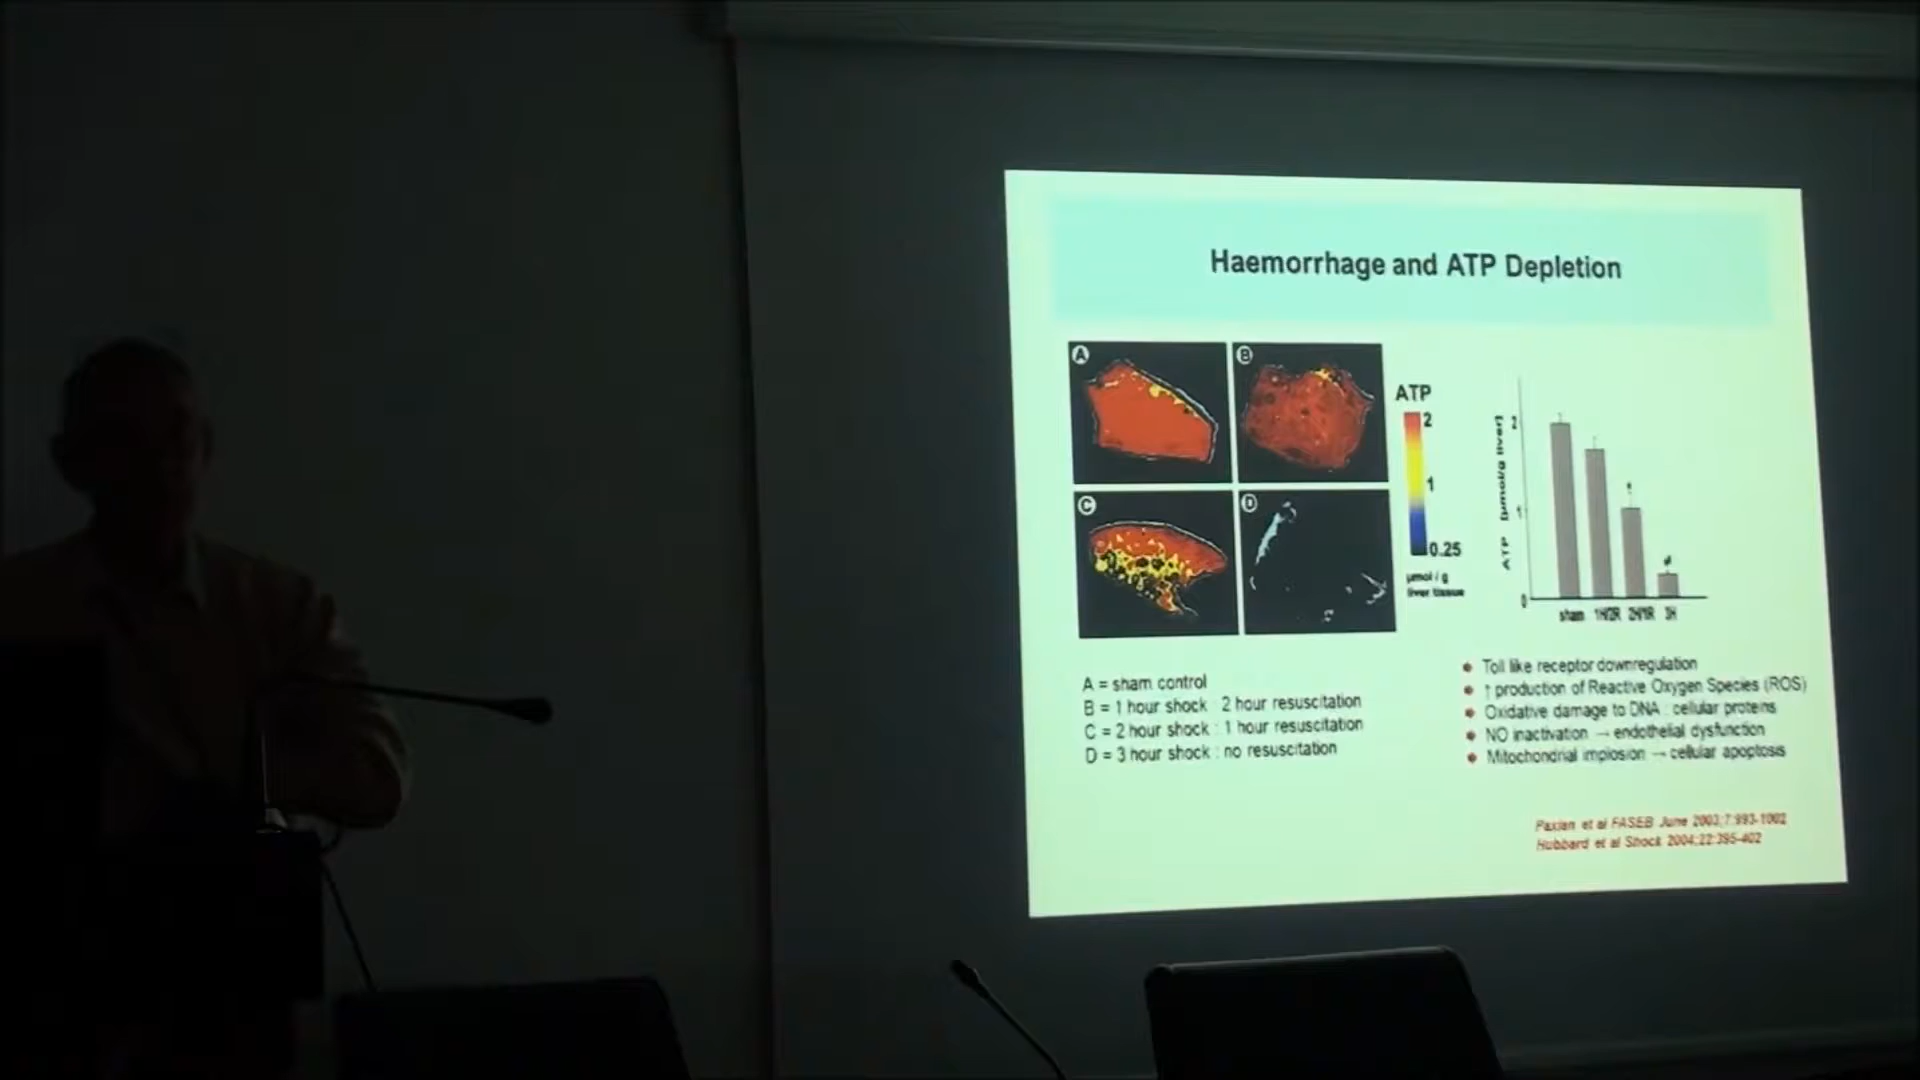 Haemorrhage and ATP Depletion
A
B
C
D
ATP
2
1
0.25
µmol / g
liver tissue
ATP [µmol/g liver]
2
1
0
sham 1H/2R 2H/1R 3H
A = sham control
B = 1 hour shock : 2 hour resuscitation
C = 2 hour shock : 1 hour resuscitation
D = 3 hour shock : no resuscitation
Toll like receptor downregulation
↑ production of Reactive Oxygen Species (ROS)
Oxidative damage to DNA : cellular proteins
NO inactivation → endothelial dysfunction
Mitochondrial implosion → cellular apoptosis
Paxian et al FASEB June 2003;7:993-1002
Hubbard et al Shock 2004;22:395-402